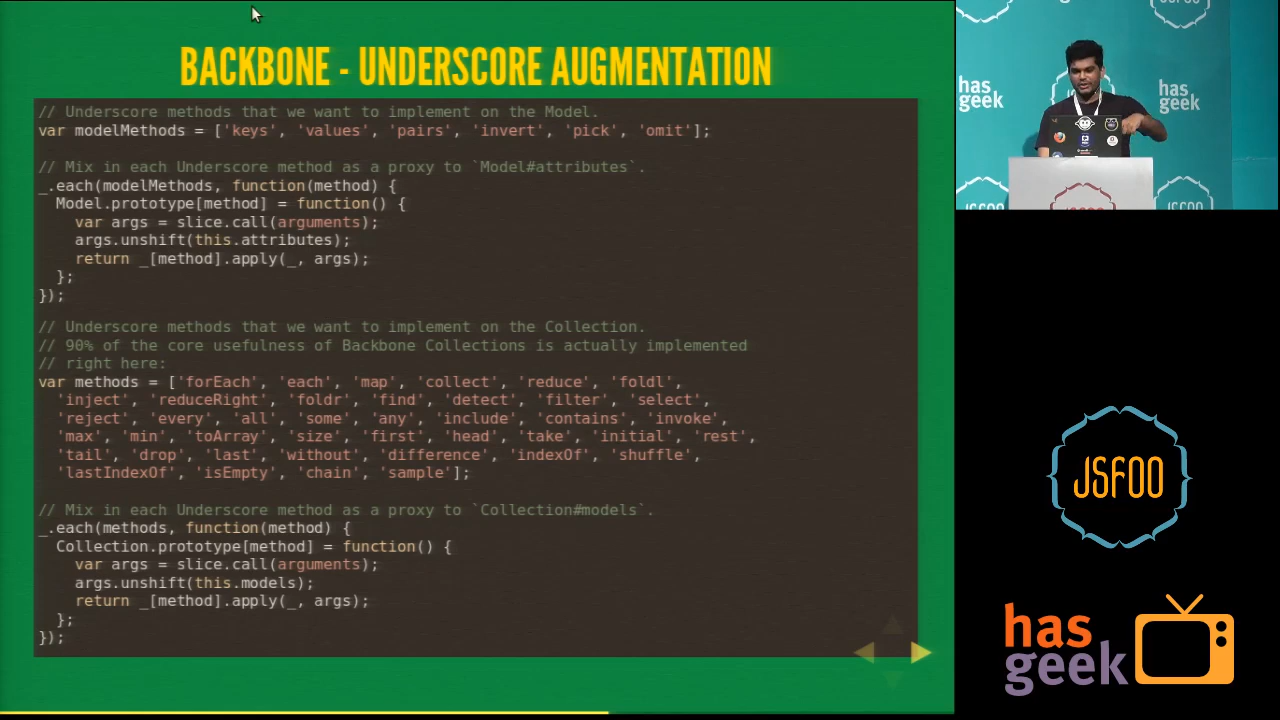 BACKBONE - UNDERSCORE AUGMENTATION
// Underscore methods that we want to implement on the Model.
var modelMethods = ['keys', 'values', 'pairs', 'invert', 'pick', 'omit'];
// Mix in each Underscore method as a proxy to `Model#attributes`.
_.each(modelMethods, function(method) {
  Model.prototype[method] = function() {
    var args = slice.call(arguments);
    args.unshift(this.attributes);
    return _[method].apply(_, args);
  };
});
// Underscore methods that we want to implement on the Collection.
// 90% of the core usefulness of Backbone Collections is actually implemented
// right here:
var methods = ['forEach', 'each', 'map', 'collect', 'reduce', 'foldl',
  'inject', 'reduceRight', 'foldr', 'find', 'detect', 'filter', 'select',
  'reject', 'every', 'all', 'some', 'any', 'include', 'contains', 'invoke',
  'max', 'min', 'toArray', 'size', 'first', 'head', 'take', 'initial', 'rest',
  'tail', 'drop', 'last', 'without', 'difference', 'indexOf', 'shuffle',
  'lastIndexOf', 'isEmpty', 'chain', 'sample'];
// Mix in each Underscore method as a proxy to `Collection#models`.
_.each(methods, function(method) {
  Collection.prototype[method] = function() {
    var args = slice.call(arguments);
    args.unshift(this.models);
    return _[method].apply(_, args);
  };
});
has
geek
has
geek
JSFOO
JSFOO
JSFOO
has
geek